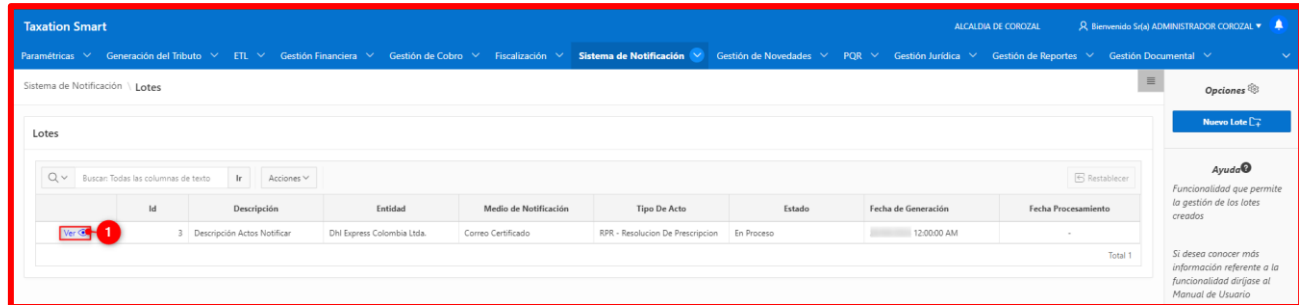 Taxation Smart
ALCALDIA DE COROZAL
Bienvenido Sr(a) ADMINISTRADOR COROZAL
Paramétricas Generación del Tributo ETL Gestión Financiera Gestión de Cobro Fiscalización Sistema de Notificación Gestión de Novedades PQR Gestión Jurídica Gestión de Reportes Gestión Documental
Sistema de Notificación \ Lotes
Opciones
Nuevo Lote
Lotes
Buscar: Todas las columnas de texto Ir Acciones Restablecer
Id Descripción Entidad Medio de Notificación Tipo De Acto Estado Fecha de Generación Fecha Procesamiento
Ver 1 3 Descripción Actos Notificar Dhl Express Colombia Ltda. Correo Certificado RPR - Resolucion De Prescripcion En Proceso 12:00:00 AM -
Total 1
Ayuda
Funcionalidad que permite
la gestión de los lotes
creados
Si desea conocer más
información referente a la
funcionalidad diríjase al
Manual de Usuario